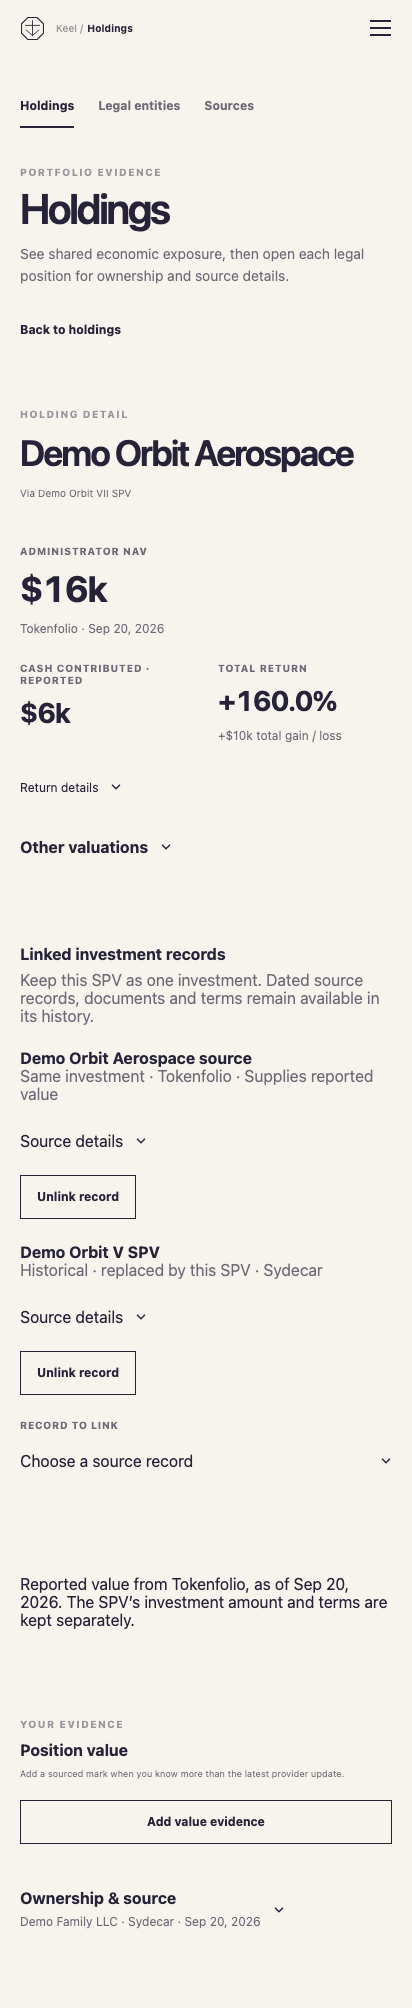 Keel / Holdings
Holdings Legal entities Sources
PORTFOLIO EVIDENCE
Holdings
See shared economic exposure, then open each legal
position for ownership and source details.
Back to holdings
HOLDING DETAIL
Demo Orbit Aerospace
Via Demo Orbit VII SPV
ADMINISTRATOR NAV
$16k
Tokenfolio · Sep 20, 2026
CASH CONTRIBUTED ·
REPORTED
$6k
TOTAL RETURN
+160.0%
+$10k total gain / loss
Return details
Other valuations
Linked investment records
Keep this SPV as one investment. Dated source
records, documents and terms remain available in
its history.
Demo Orbit Aerospace source
Same investment · Tokenfolio · Supplies reported
value
Source details
Unlink record
Demo Orbit V SPV
Historical · replaced by this SPV · Sydecar
Source details
Unlink record
RECORD TO LINK
Choose a source record
Reported value from Tokenfolio, as of Sep 20,
2026. The SPV’s investment amount and terms are
kept separately.
YOUR EVIDENCE
Position value
Add a sourced mark when you know more than the latest provider update.
Add value evidence
Ownership & source
Demo Family LLC · Sydecar · Sep 20, 2026